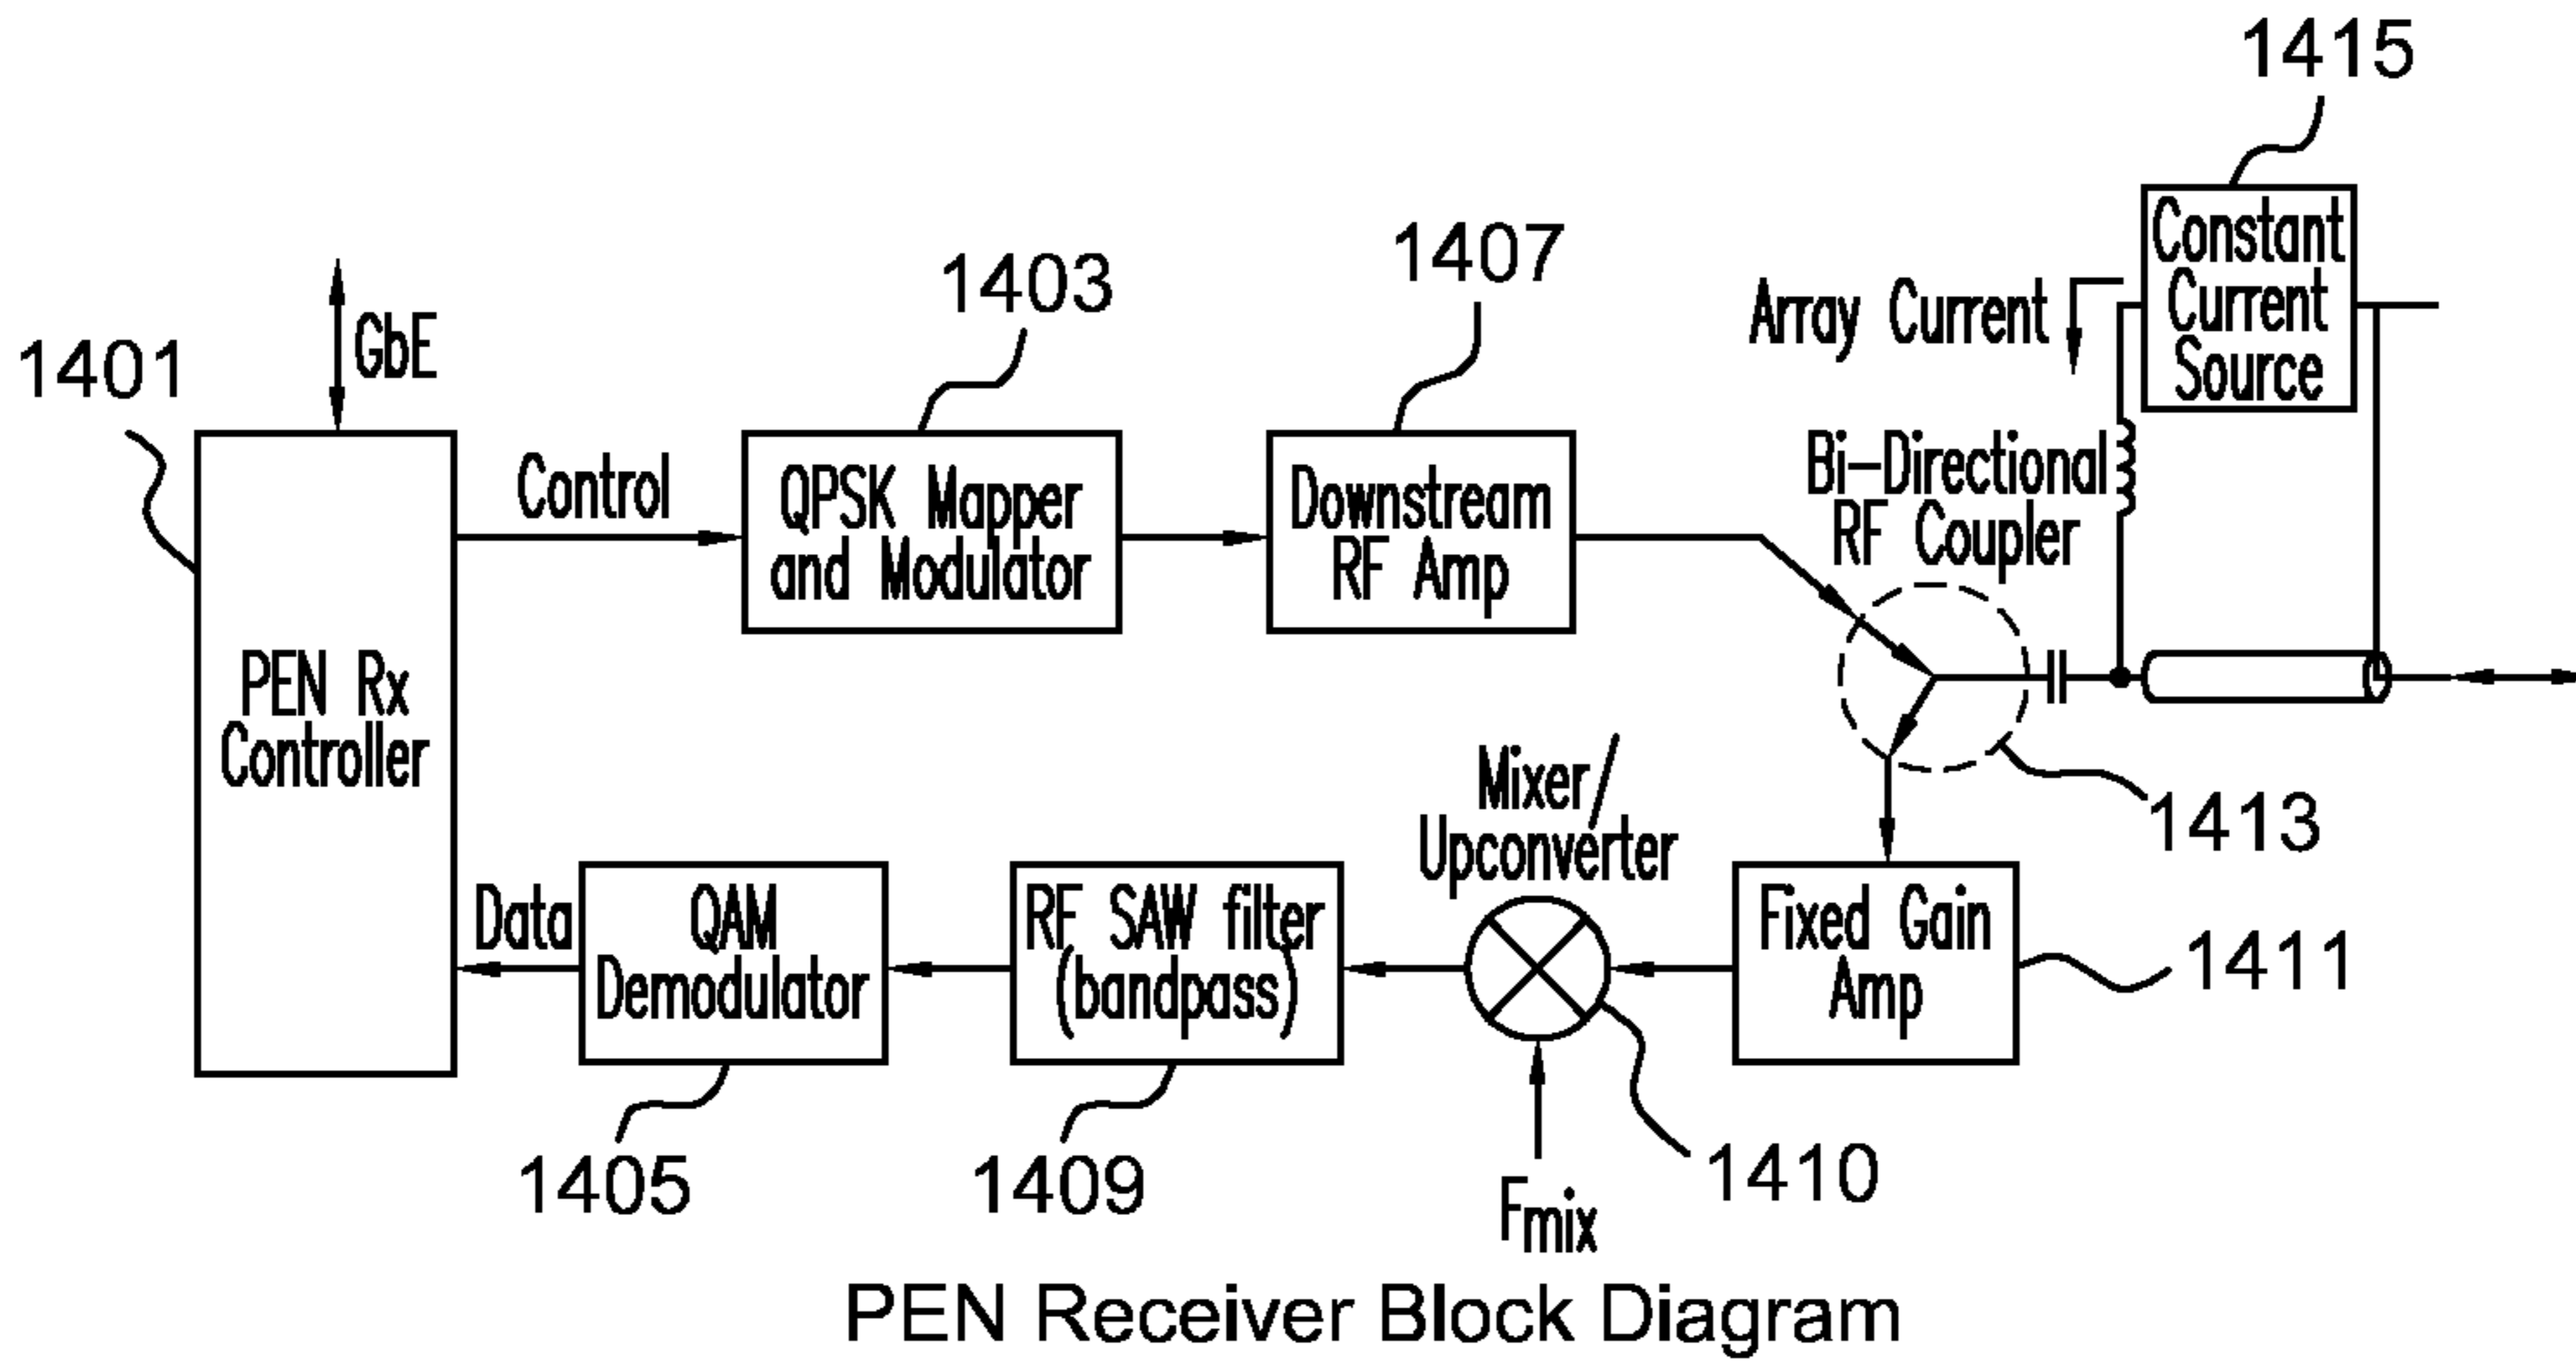 1415
Constant
Current
Source
1407
1403
Array Current
GbE
1401
Control
QPSK Mapper
and Modulator
Downstream
RF Amp
Bi-Directional
RF Coupler
PEN Rx
Controller
1413
Mixer/
Upconverter
Data
QAM
Demodulator
RF SAW filter
(bandpass)
Fixed Gain
Amp
1411
1405
1409
1410
Fmix
PEN Receiver Block Diagram